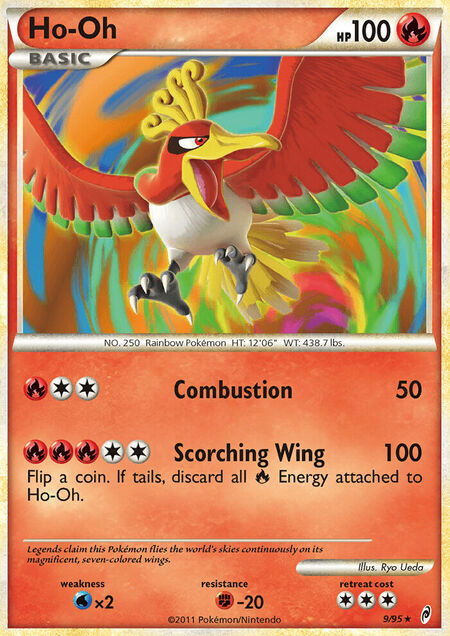 Ho-Oh
HP100
BASIC
NO. 250 Rainbow Pokémon HT: 12'06" WT: 438.7 lbs.
Combustion 50
Scorching Wing 100
Flip a coin. If tails, discard all Energy attached to
Ho-Oh.
Legends claim this Pokémon flies the world's skies continuously on its
magnificent, seven-colored wings.
Illus. Ryo Ueda
weakness resistance retreat cost
×2 -20
©2011 Pokémon/Nintendo 9/95 ★